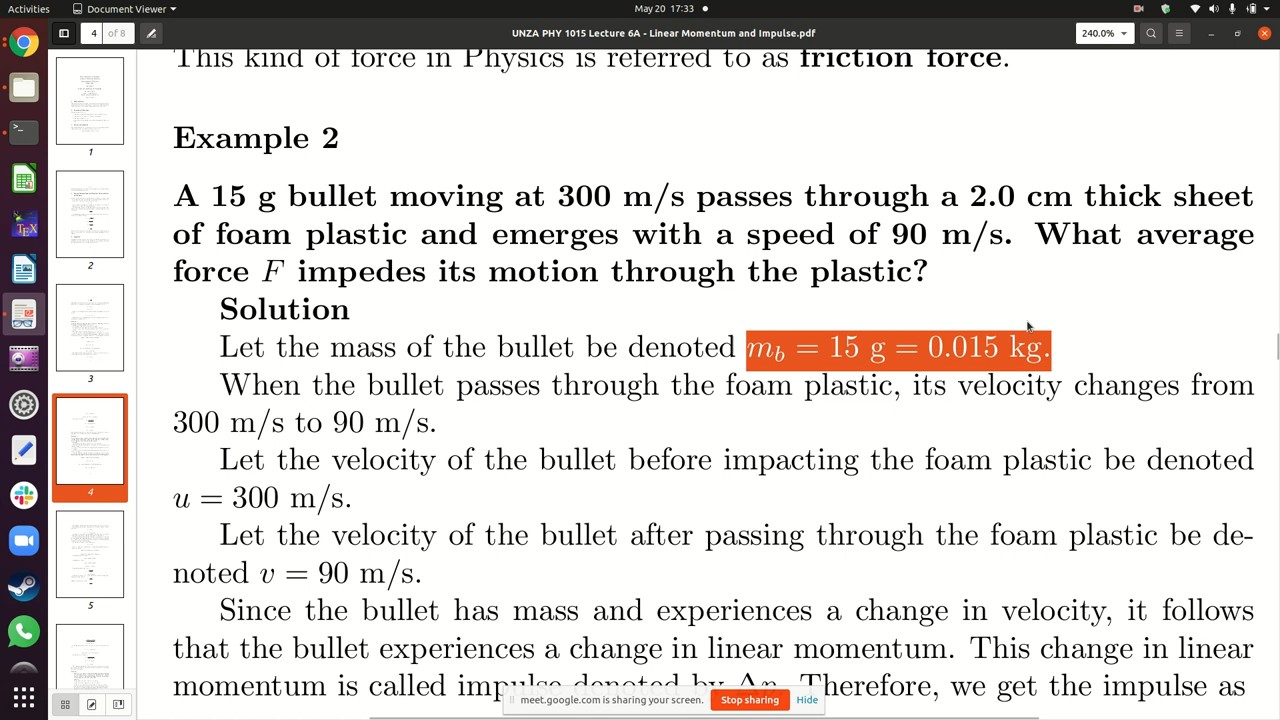 Activities
Document Viewer
May 20 17:33
4 of 8
UNZA PHY 1015 Lecture 6A - Linear Momentum and Impulse.pdf
240.0%
This kind of force in Physics is referred to as friction force.
Example 2
A 15 g bullet moving at 300 m/s passes through a 2.0 cm thick sheet
of foam plastic and emerges with a speed of 90 m/s. What average
force F impedes its motion through the plastic?
Solution
Let the mass of the bullet be denoted m_b = 15 g = 0.015 kg.
When the bullet passes through the foam plastic, its velocity changes from
300 m/s to 90 m/s.
Let the velocity of the bullet before impacting the foam plastic be denoted
u = 300 m/s.
Let the velocity of the bullet after passing through the foam plastic be de-
noted v = 90 m/s.
Since the bullet has mass and experiences a change in velocity, it follows
that the bullet experiences a change in linear momentum. This change in linear
momentum is called impulse denoted by Δp. Therefore, we get the impulse as
meet.google.com is sharing your screen.
Stop sharing
Hide
1
2
3
4
5
TEX